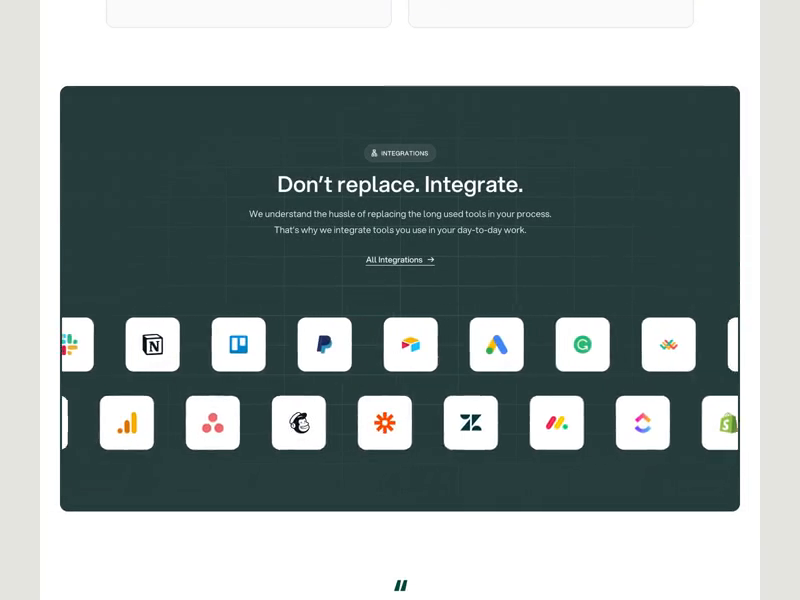 INTEGRATIONS
Don’t replace. Integrate.
We understand the hussle of replacing the long used tools in your process.
That's why we integrate tools you use in your day-to-day work.
All Integrations →